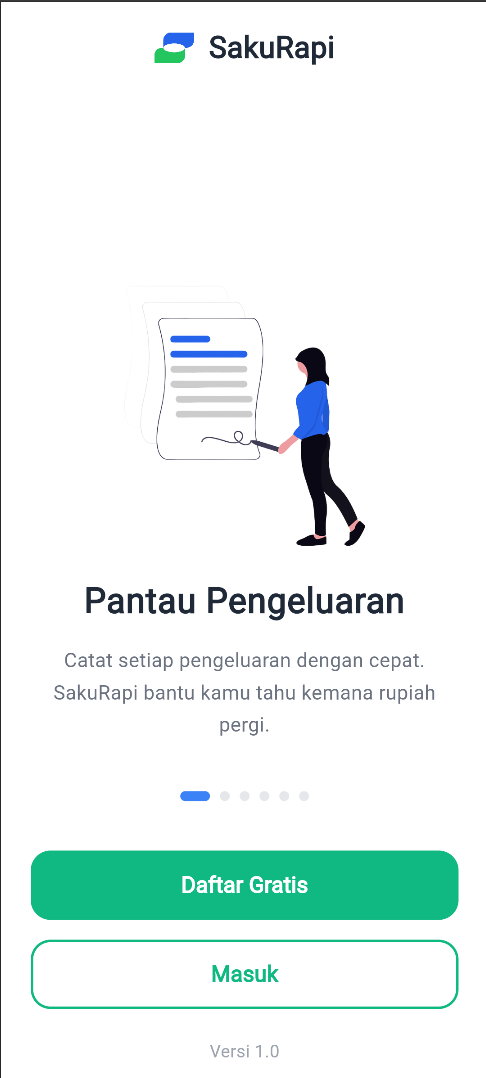 SakuRapi
Pantau Pengeluaran
Catat setiap pengeluaran dengan cepat.
SakuRapi bantu kamu tahu kemana rupiah
pergi.
Daftar Gratis
Masuk
Versi 1.0